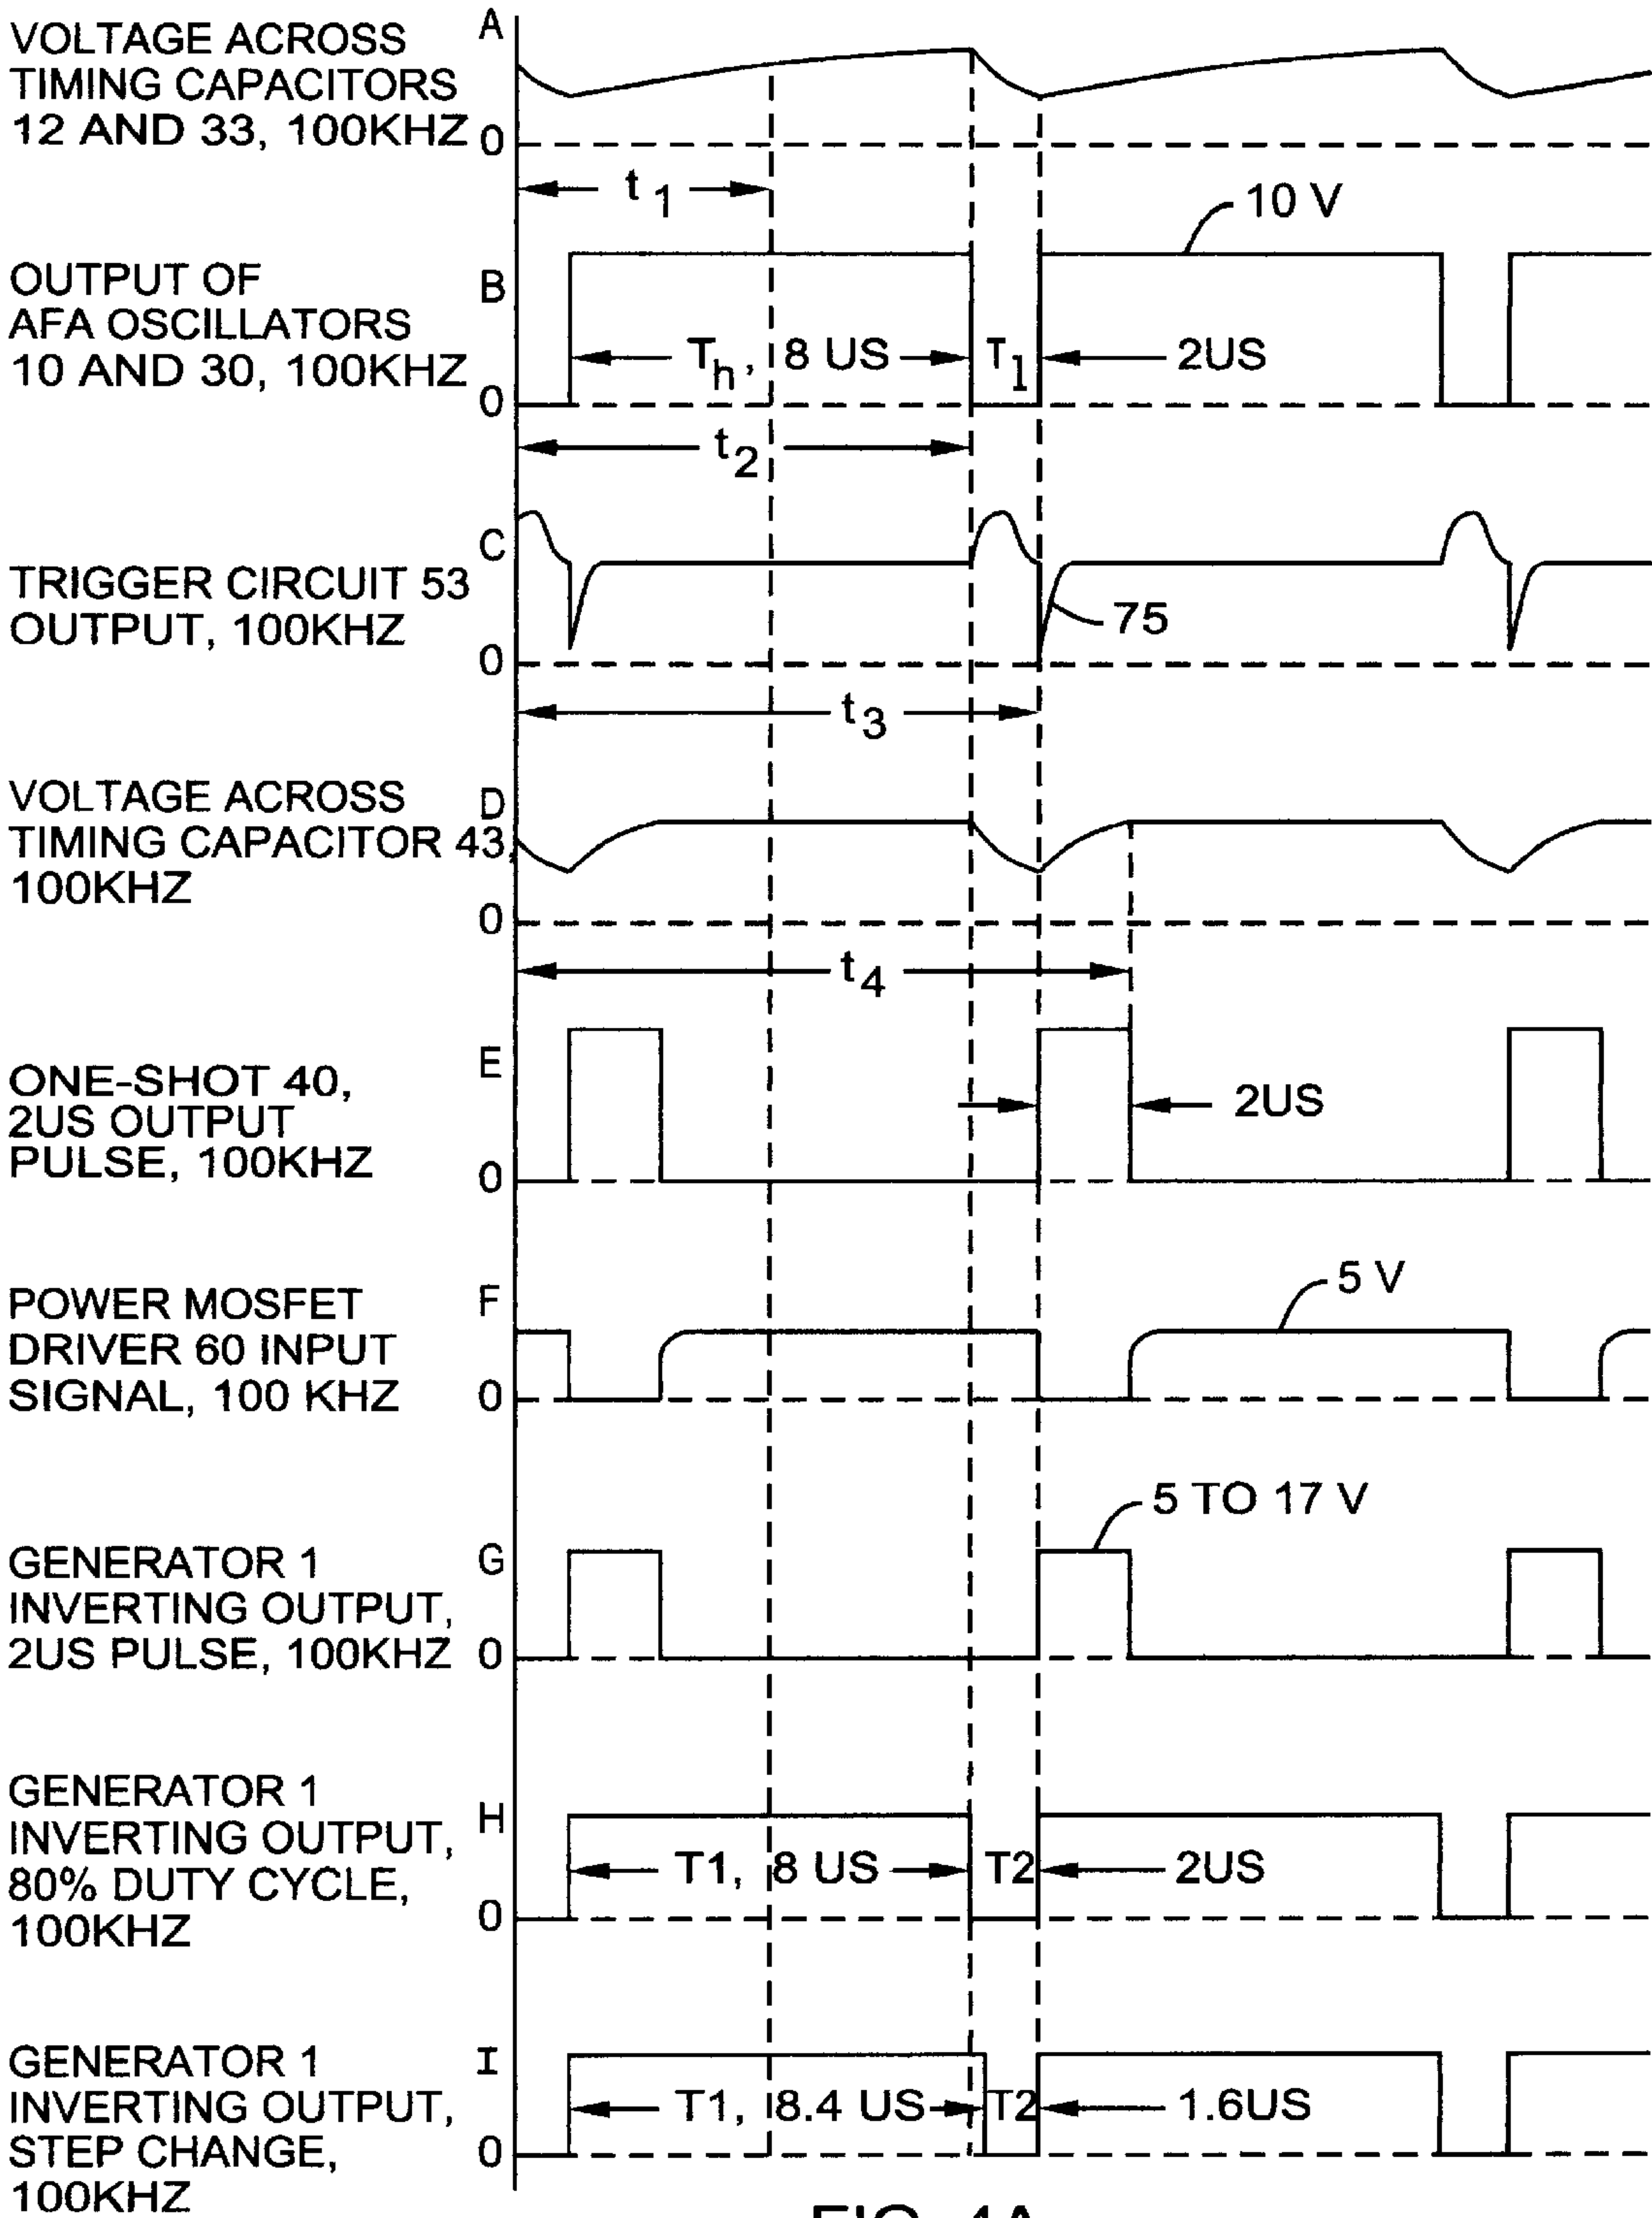 VOLTAGE ACROSS
TIMING CAPACITORS
12 AND 33, 100KHZ
A
0
t1
10 V
OUTPUT OF
AFA OSCILLATORS
10 AND 30, 100KHZ
B
0
Th, 8 US
Tl
2US
t2
TRIGGER CIRCUIT 53
OUTPUT, 100KHZ
C
0
75
t3
VOLTAGE ACROSS
TIMING CAPACITOR 43,
100KHZ
D
0
t4
ONE-SHOT 40,
2US OUTPUT
PULSE, 100KHZ
E
0
2US
POWER MOSFET
DRIVER 60 INPUT
SIGNAL, 100 KHZ
F
0
5 V
GENERATOR 1
INVERTING OUTPUT,
2US PULSE, 100KHZ
G
0
5 TO 17 V
GENERATOR 1
INVERTING OUTPUT,
80% DUTY CYCLE,
100KHZ
H
0
T1, 8 US
T2
2US
GENERATOR 1
INVERTING OUTPUT,
STEP CHANGE,
100KHZ
I
0
T1, 8.4 US
T2
1.6US